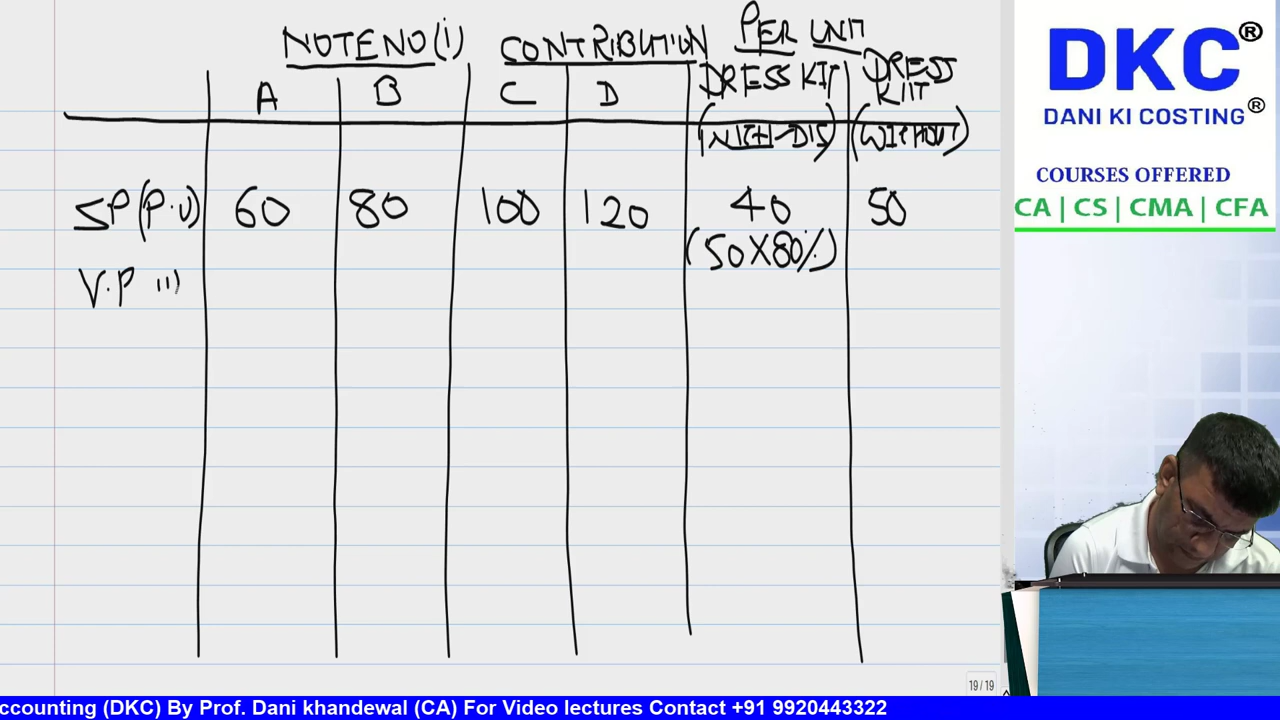 NOTE NO (i) CONTRIBUTION PER UNIT
A B C D DRESS KIT DRESS KIT
(WITH-DIS) (WITHOUT)
SP (P.U) 60 80 100 120 40 50
(50X80%)
V.P "
DKC®
DANI KI COSTING®
COURSES OFFERED
CA | CS | CMA | CFA
19 / 19
ccounting (DKC) By Prof. Dani khandewal (CA) For Video lectures Contact +91 9920443322